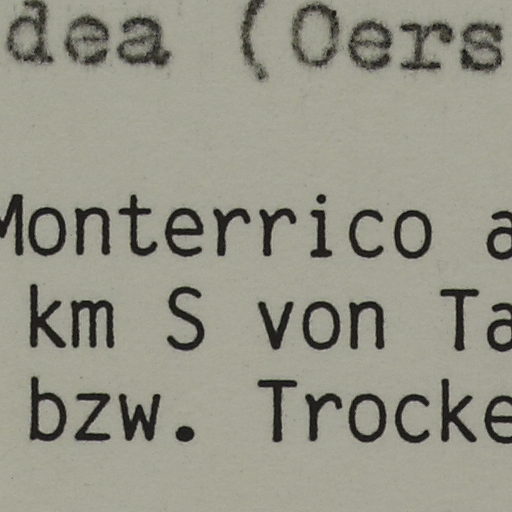 dea (Oers
Monterrico a
km S von Ta
bzw. Trocke